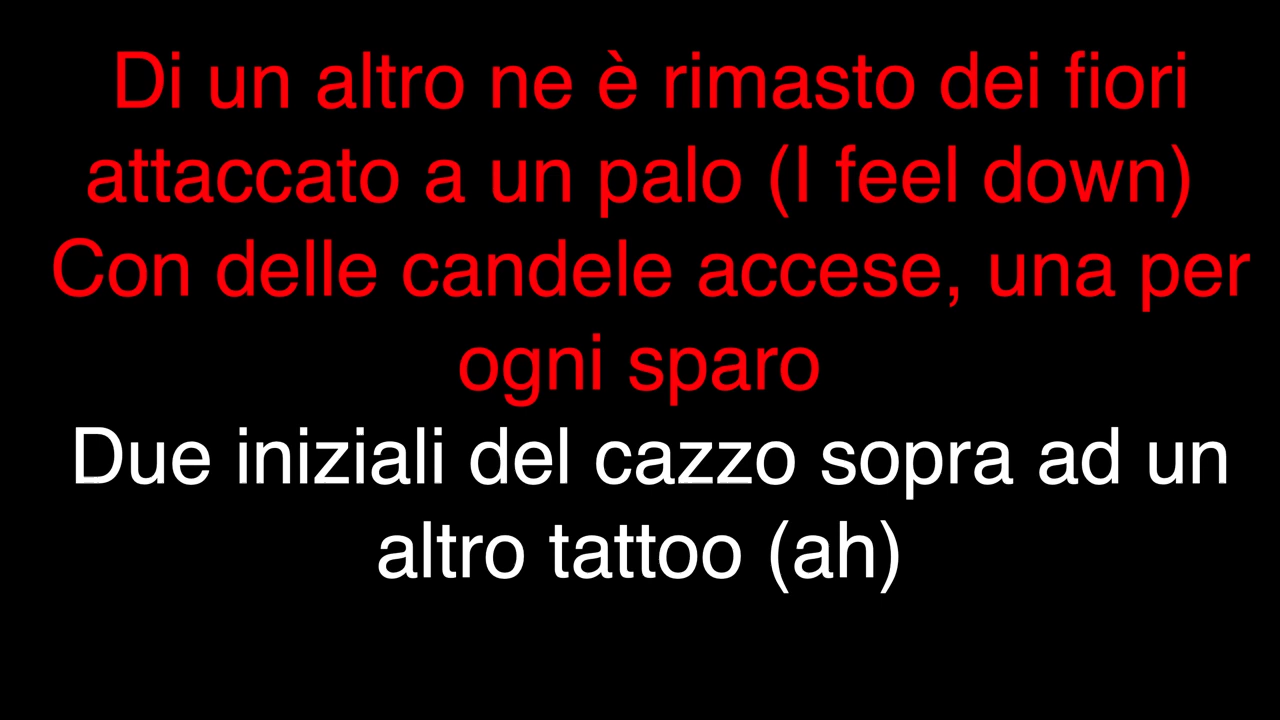 Di un altro ne è rimasto dei fiori
attaccato a un palo (I feel down)
Con delle candele accese, una per
ogni sparo
Due iniziali del cazzo sopra ad un
altro tattoo (ah)